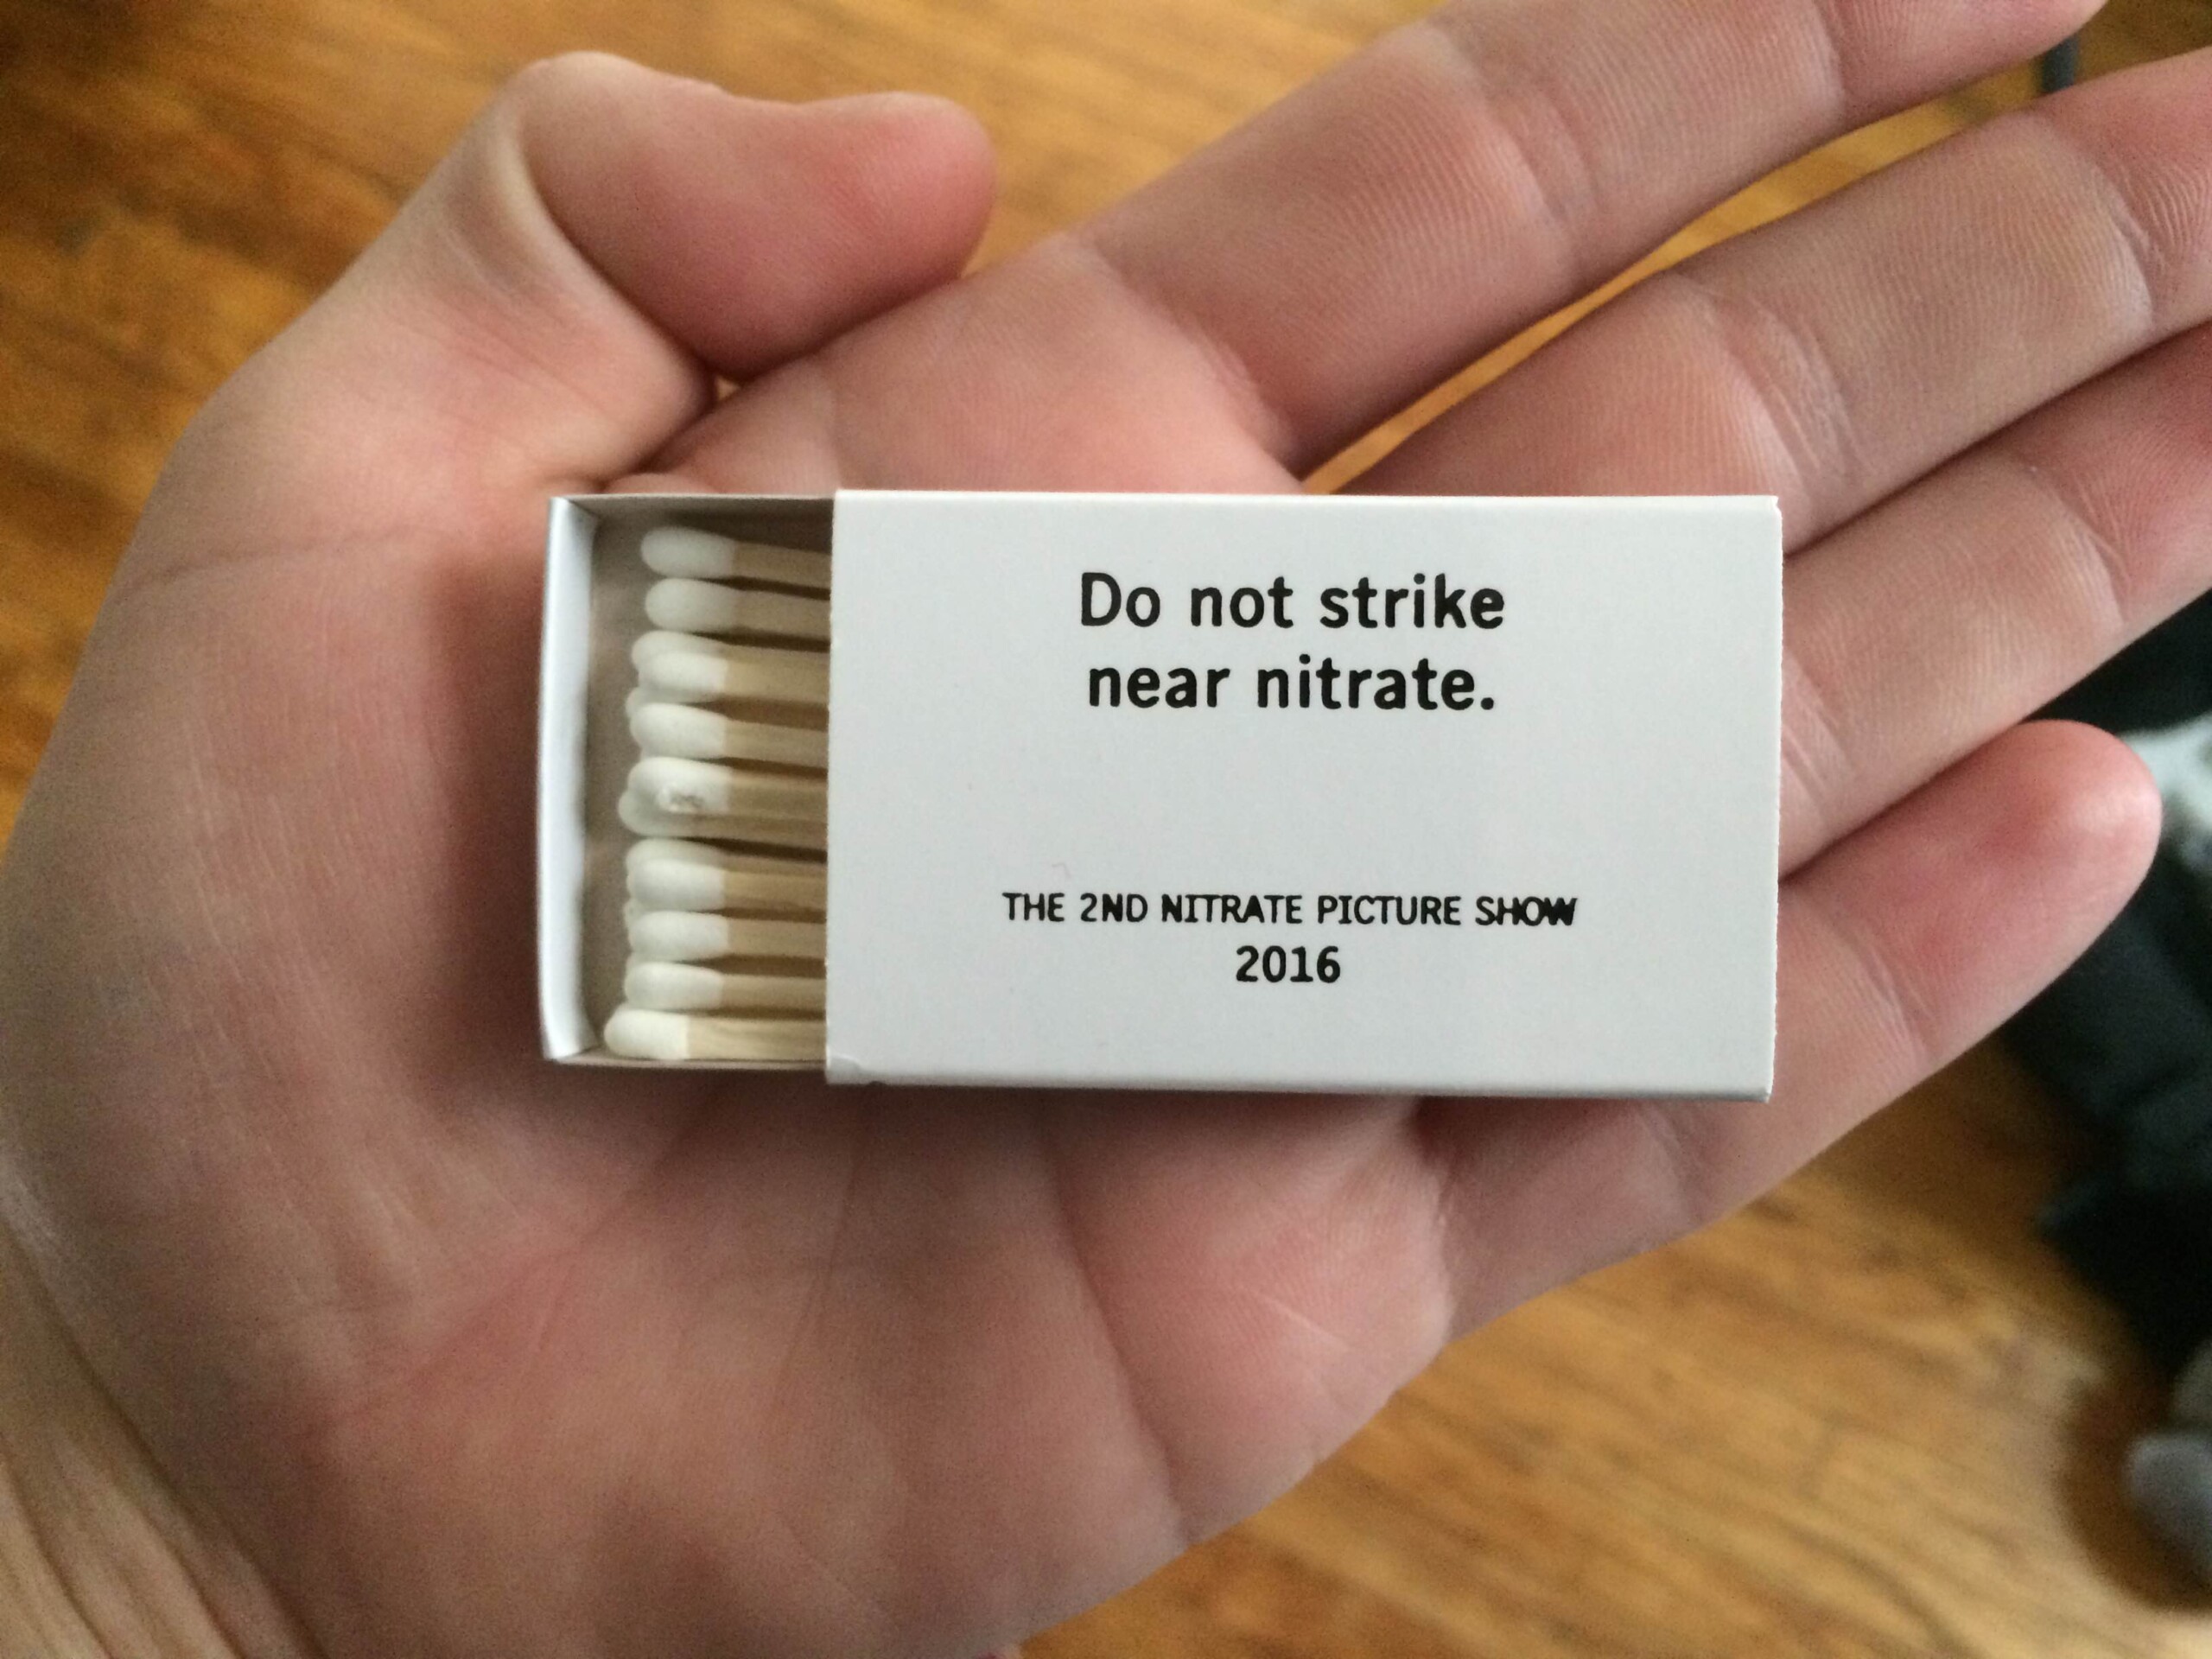 Do not strike
near nitrate.
THE 2ND NITRATE PICTURE SHOW
2016